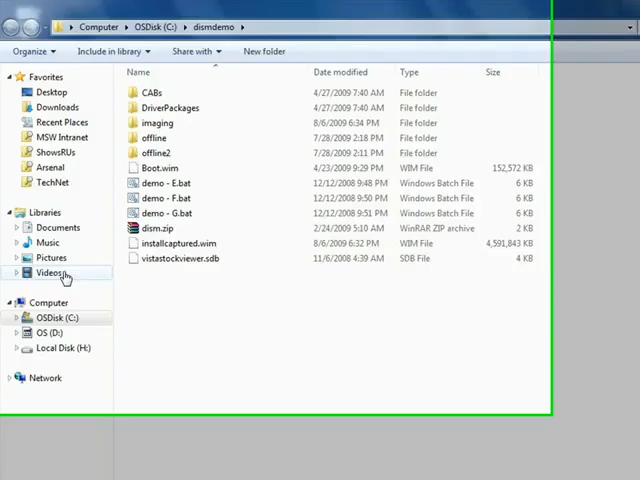 Computer OSDisk (C:) dismdemo
Organize Include in library Share with New folder
Name Date modified Type Size
Favorites
Desktop
Downloads
Recent Places
MSW Intranet
ShowsRUs
Arsenal
TechNet
Libraries
Documents
Music
Pictures
Videos
Computer
OSDisk (C:)
OS (D:)
Local Disk (H:)
Network
CABs 4/27/2009 7:40 AM File folder
DriverPackages 4/27/2009 7:40 AM File folder
imaging 8/6/2009 6:34 PM File folder
offline 7/28/2009 2:18 PM File folder
offline2 7/28/2009 2:11 PM File folder
Boot.wim 4/23/2009 9:29 PM WIM File 152,572 KB
demo - E.bat 12/12/2008 9:48 PM Windows Batch File 6 KB
demo - F.bat 12/12/2008 9:50 PM Windows Batch File 6 KB
demo - G.bat 12/12/2008 9:51 PM Windows Batch File 6 KB
dism.zip 2/24/2009 5:10 AM WinRAR ZIP archive 2 KB
installcaptured.wim 8/6/2009 6:32 PM WIM File 4,591,843 KB
vistastockviewer.sdb 11/6/2008 4:39 AM SDB File 4 KB